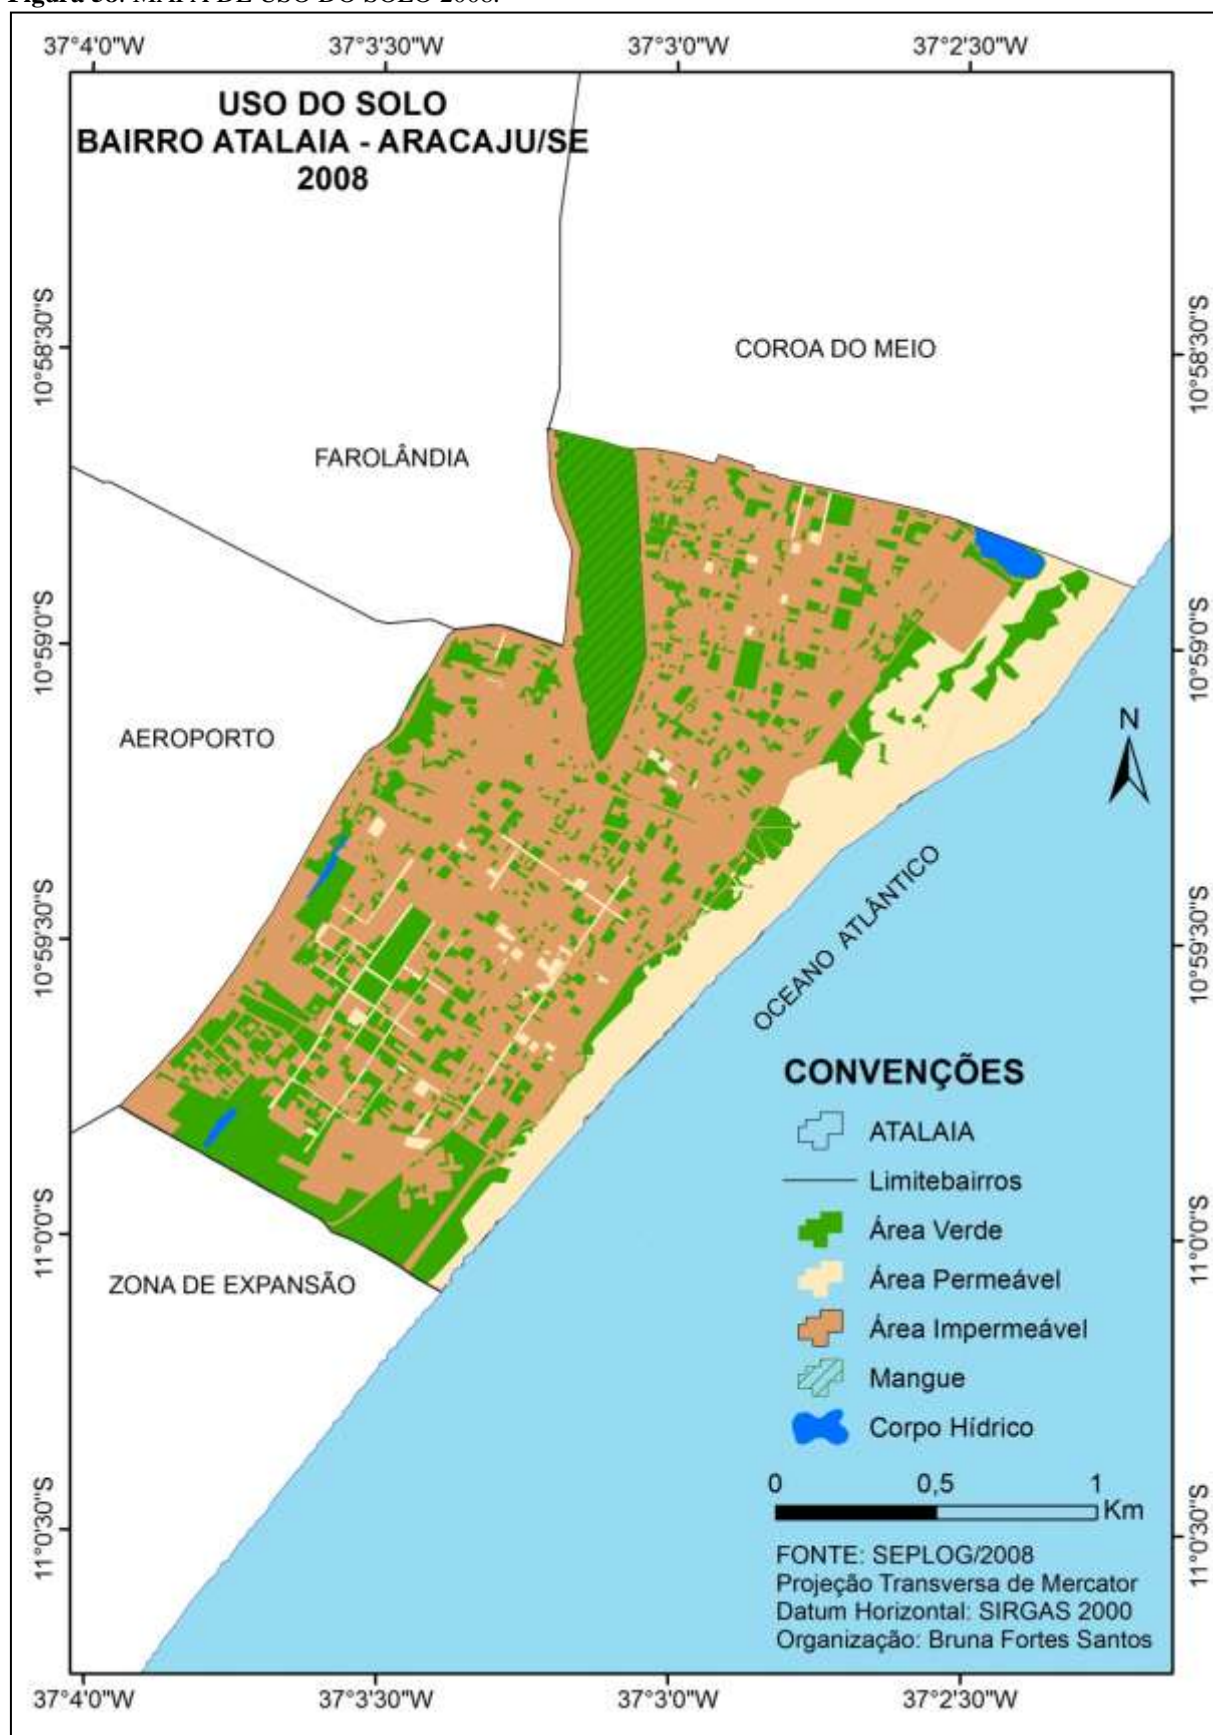 Figura 38. MAPA DE USO DO SOLO 2008.
37°4'0"W 37°3'30"W 37°3'0"W 37°2'30"W
USO DO SOLO
BAIRRO ATALAIA - ARACAJU/SE
2008
10°58'30"S
10°58'30"S
COROA DO MEIO
FAROLÂNDIA
10°59'0"S
10°59'0"S
N
AEROPORTO
OCEANO ATLÂNTICO
10°59'30"S
10°59'30"S
CONVENÇÕES
ATALAIA
Limitebairros
Área Verde
11°0'0"S
11°0'0"S
ZONA DE EXPANSÃO
Área Permeável
Área Impermeável
Mangue
Corpo Hídrico
0 0,5 1
Km
11°0'30"S
11°0'30"S
FONTE: SEPLOG/2008
Projeção Transversa de Mercator
Datum Horizontal: SIRGAS 2000
Organização: Bruna Fortes Santos
37°4'0"W 37°3'30"W 37°3'0"W 37°2'30"W